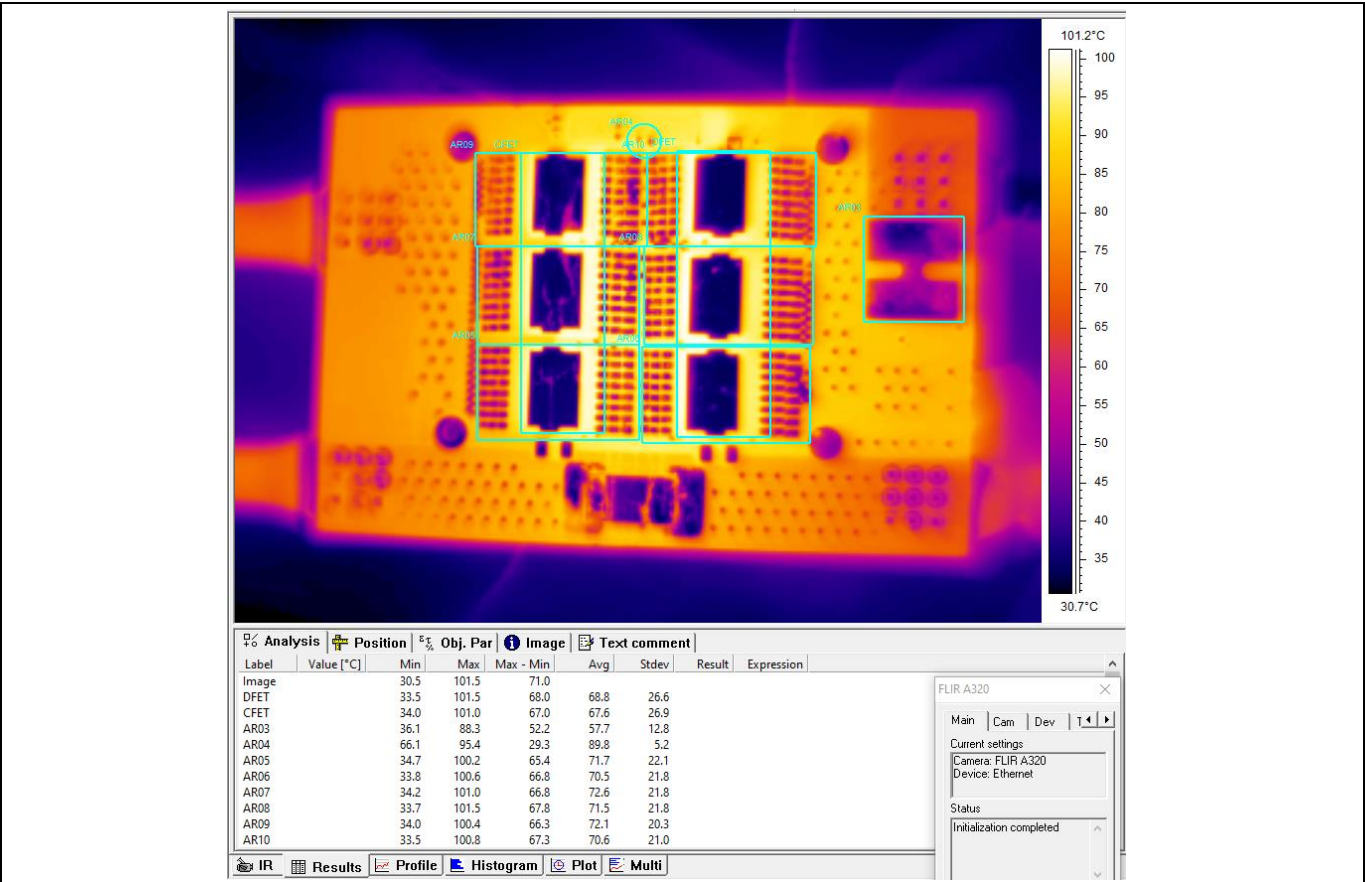 101.2°C
100
95
90
85
80
75
70
65
60
55
50
45
40
35
30.7°C
AR04
AR09 CFET AR10 DFET
AR03
AR07
AR05
Analysis Position Obj. Par Image Text comment
Label Value [°C] Min Max Max - Min Avg Stdev Result Expression
Image 30.5 101.5 71.0
DFET 33.5 101.5 68.0 68.8 26.6
CFET 34.0 101.0 67.0 67.6 26.9
AR03 36.1 88.3 52.2 57.7 12.8
AR04 66.1 95.4 29.3 89.8 5.2
AR05 34.7 100.2 65.4 71.7 22.1
AR06 33.8 100.6 66.8 70.5 21.8
AR07 34.2 101.0 66.8 72.6 21.8
AR08 33.7 101.5 67.8 71.5 21.8
AR09 34.0 100.4 66.3 72.1 20.3
AR10 33.5 100.8 67.3 70.6 21.0
FLIR A320
Main Cam Dev
Current settings
Camera: FLIR A320
Device: Ethernet
Status
Initialization completed
IR Results Profile Histogram Plot Multi